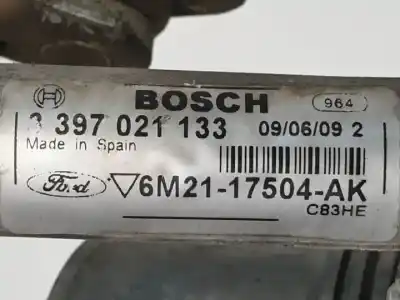 BOSCH 964
3 397 021 133 09/06/09 2
Made in Spain
Ford 6M21-17504-AK
C83HE